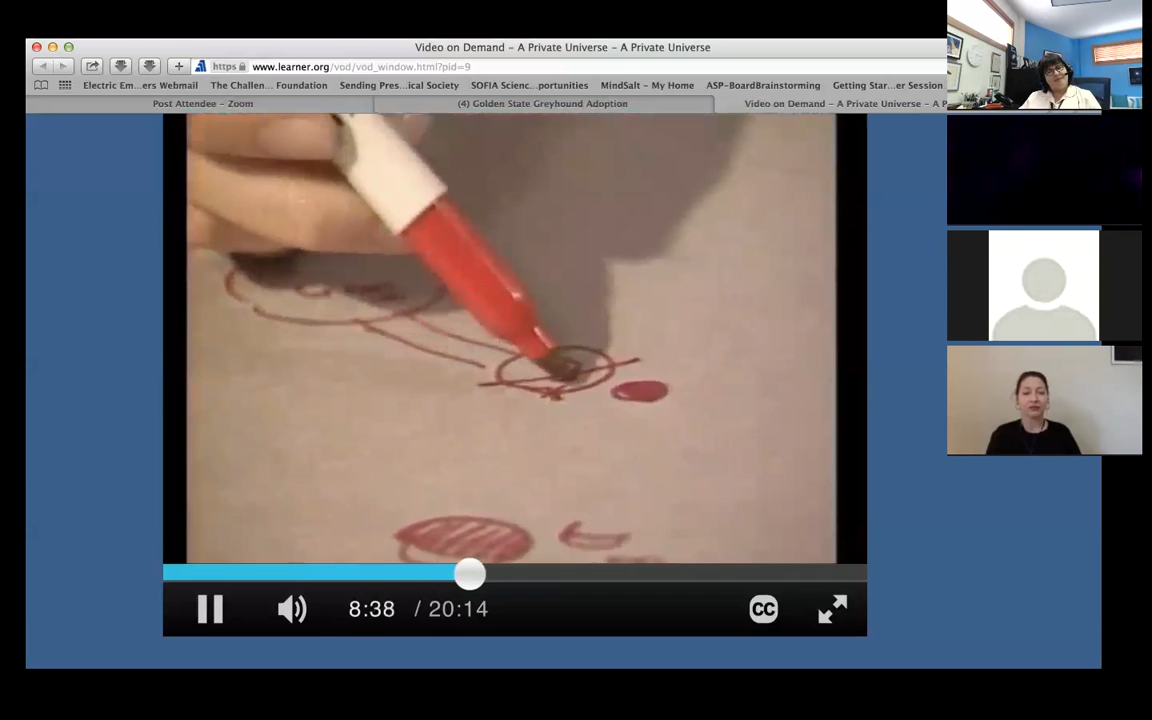 Video on Demand – A Private Universe – A Private Universe
https www.learner.org/vod/vod_window.html?pid=9
Electric Em...ers Webmail The Challen... Foundation Sending Pres...ical Society SOFIA Scienc...portunities MindSalt – My Home ASP-BoardBrainstorming Getting Star...er Session
Post Attendee – Zoom (4) Golden State Greyhound Adoption Video on Demand – A Private Universe – A P
8:38 / 20:14 CC